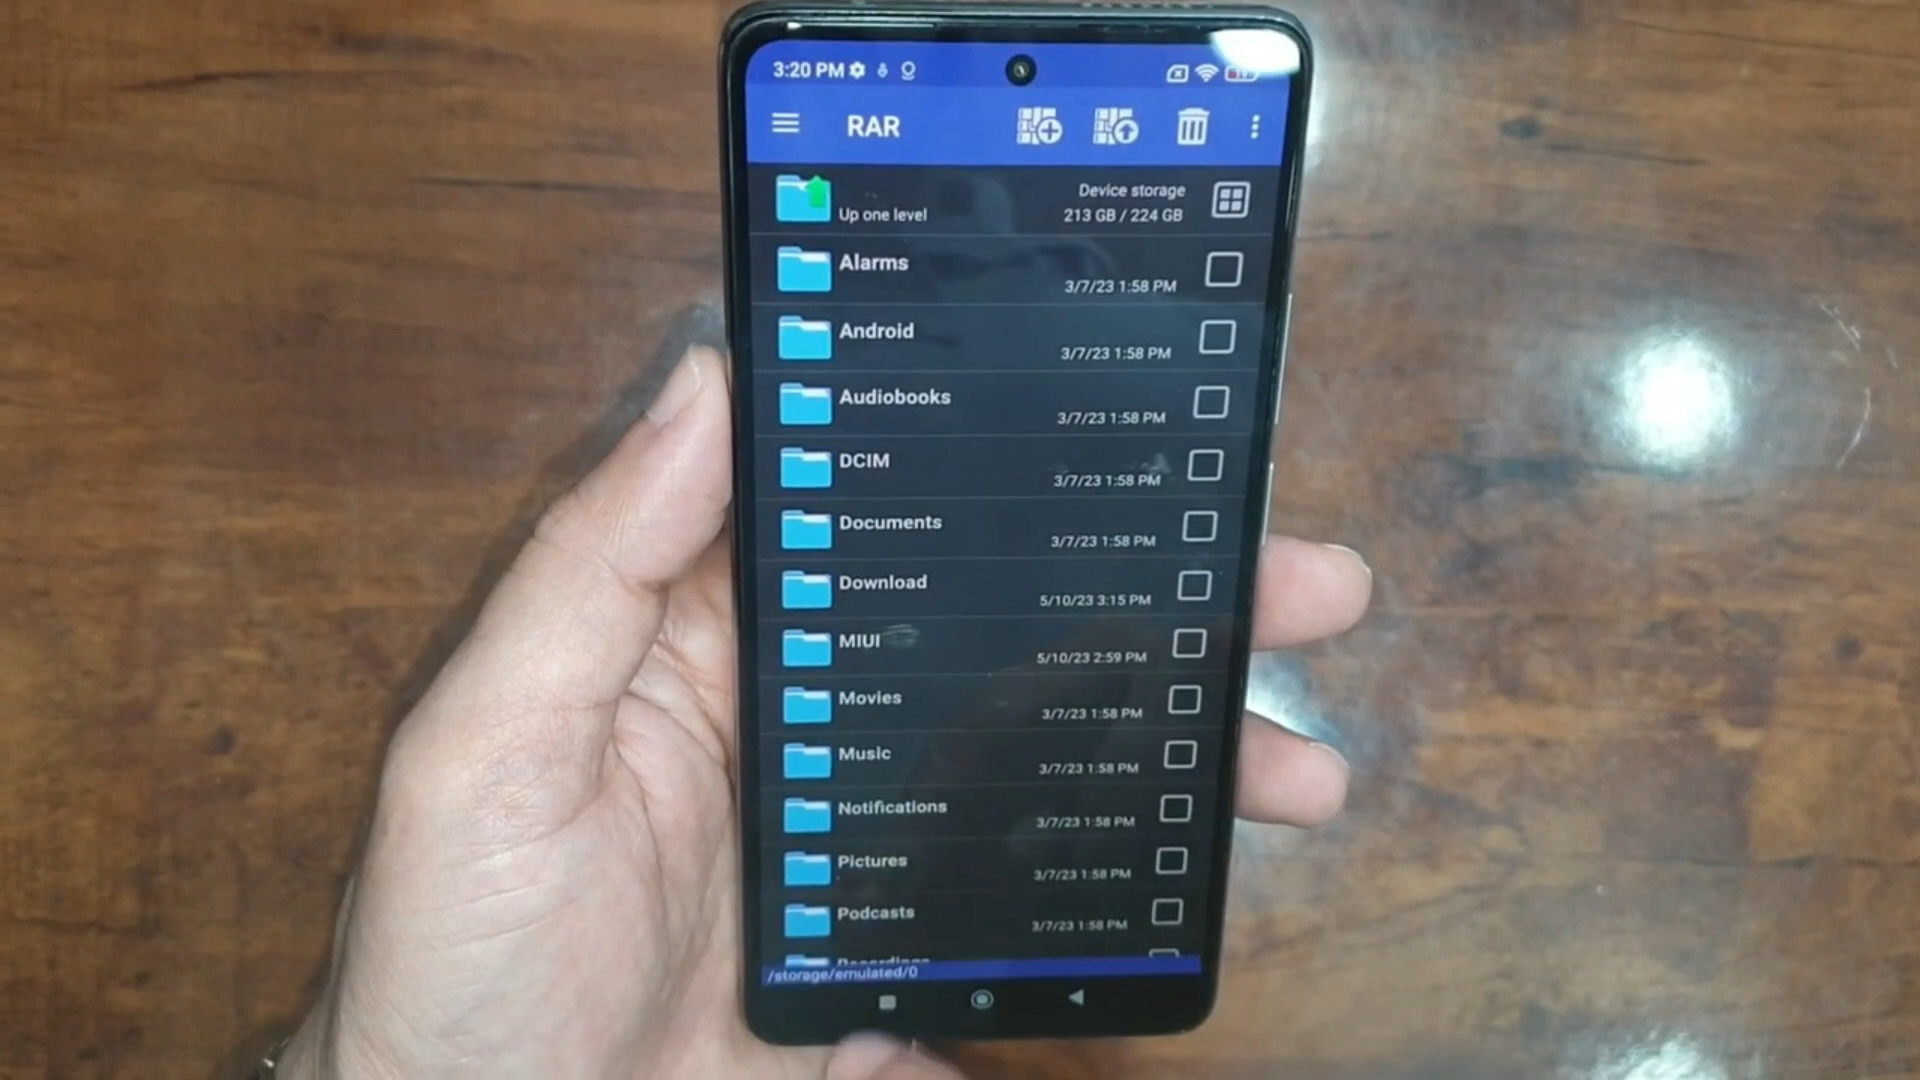 3:20 PM
RAR
Device storage
Up one level 213 GB / 224 GB
Alarms
3/7/23 1:58 PM
Android
3/7/23 1:58 PM
Audiobooks
3/7/23 1:58 PM
DCIM
3/7/23 1:58 PM
Documents
3/7/23 1:58 PM
Download
5/10/23 3:15 PM
MIUI
5/10/23 2:59 PM
Movies
3/7/23 1:58 PM
Music
3/7/23 1:58 PM
Notifications
3/7/23 1:58 PM
Pictures
3/7/23 1:58 PM
Podcasts
3/7/23 1:58 PM
Recordings
/storage/emulated/0